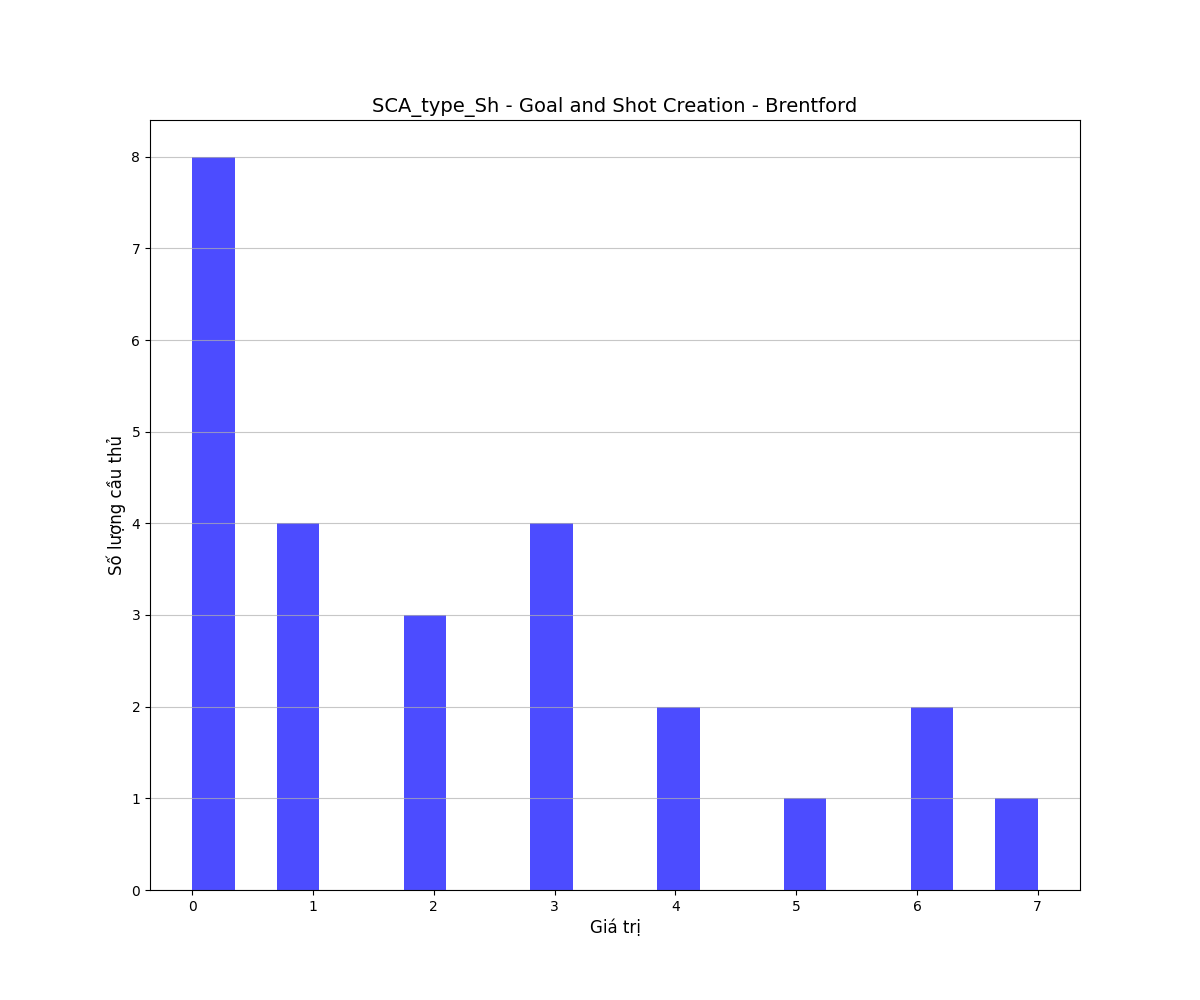 SCA_type_Sh - Goal and Shot Creation - Brentford
8
7
6
5
4
3
2
1
0
Số lượng cầu thủ
0 1 2 3 4 5 6 7
Giá trị